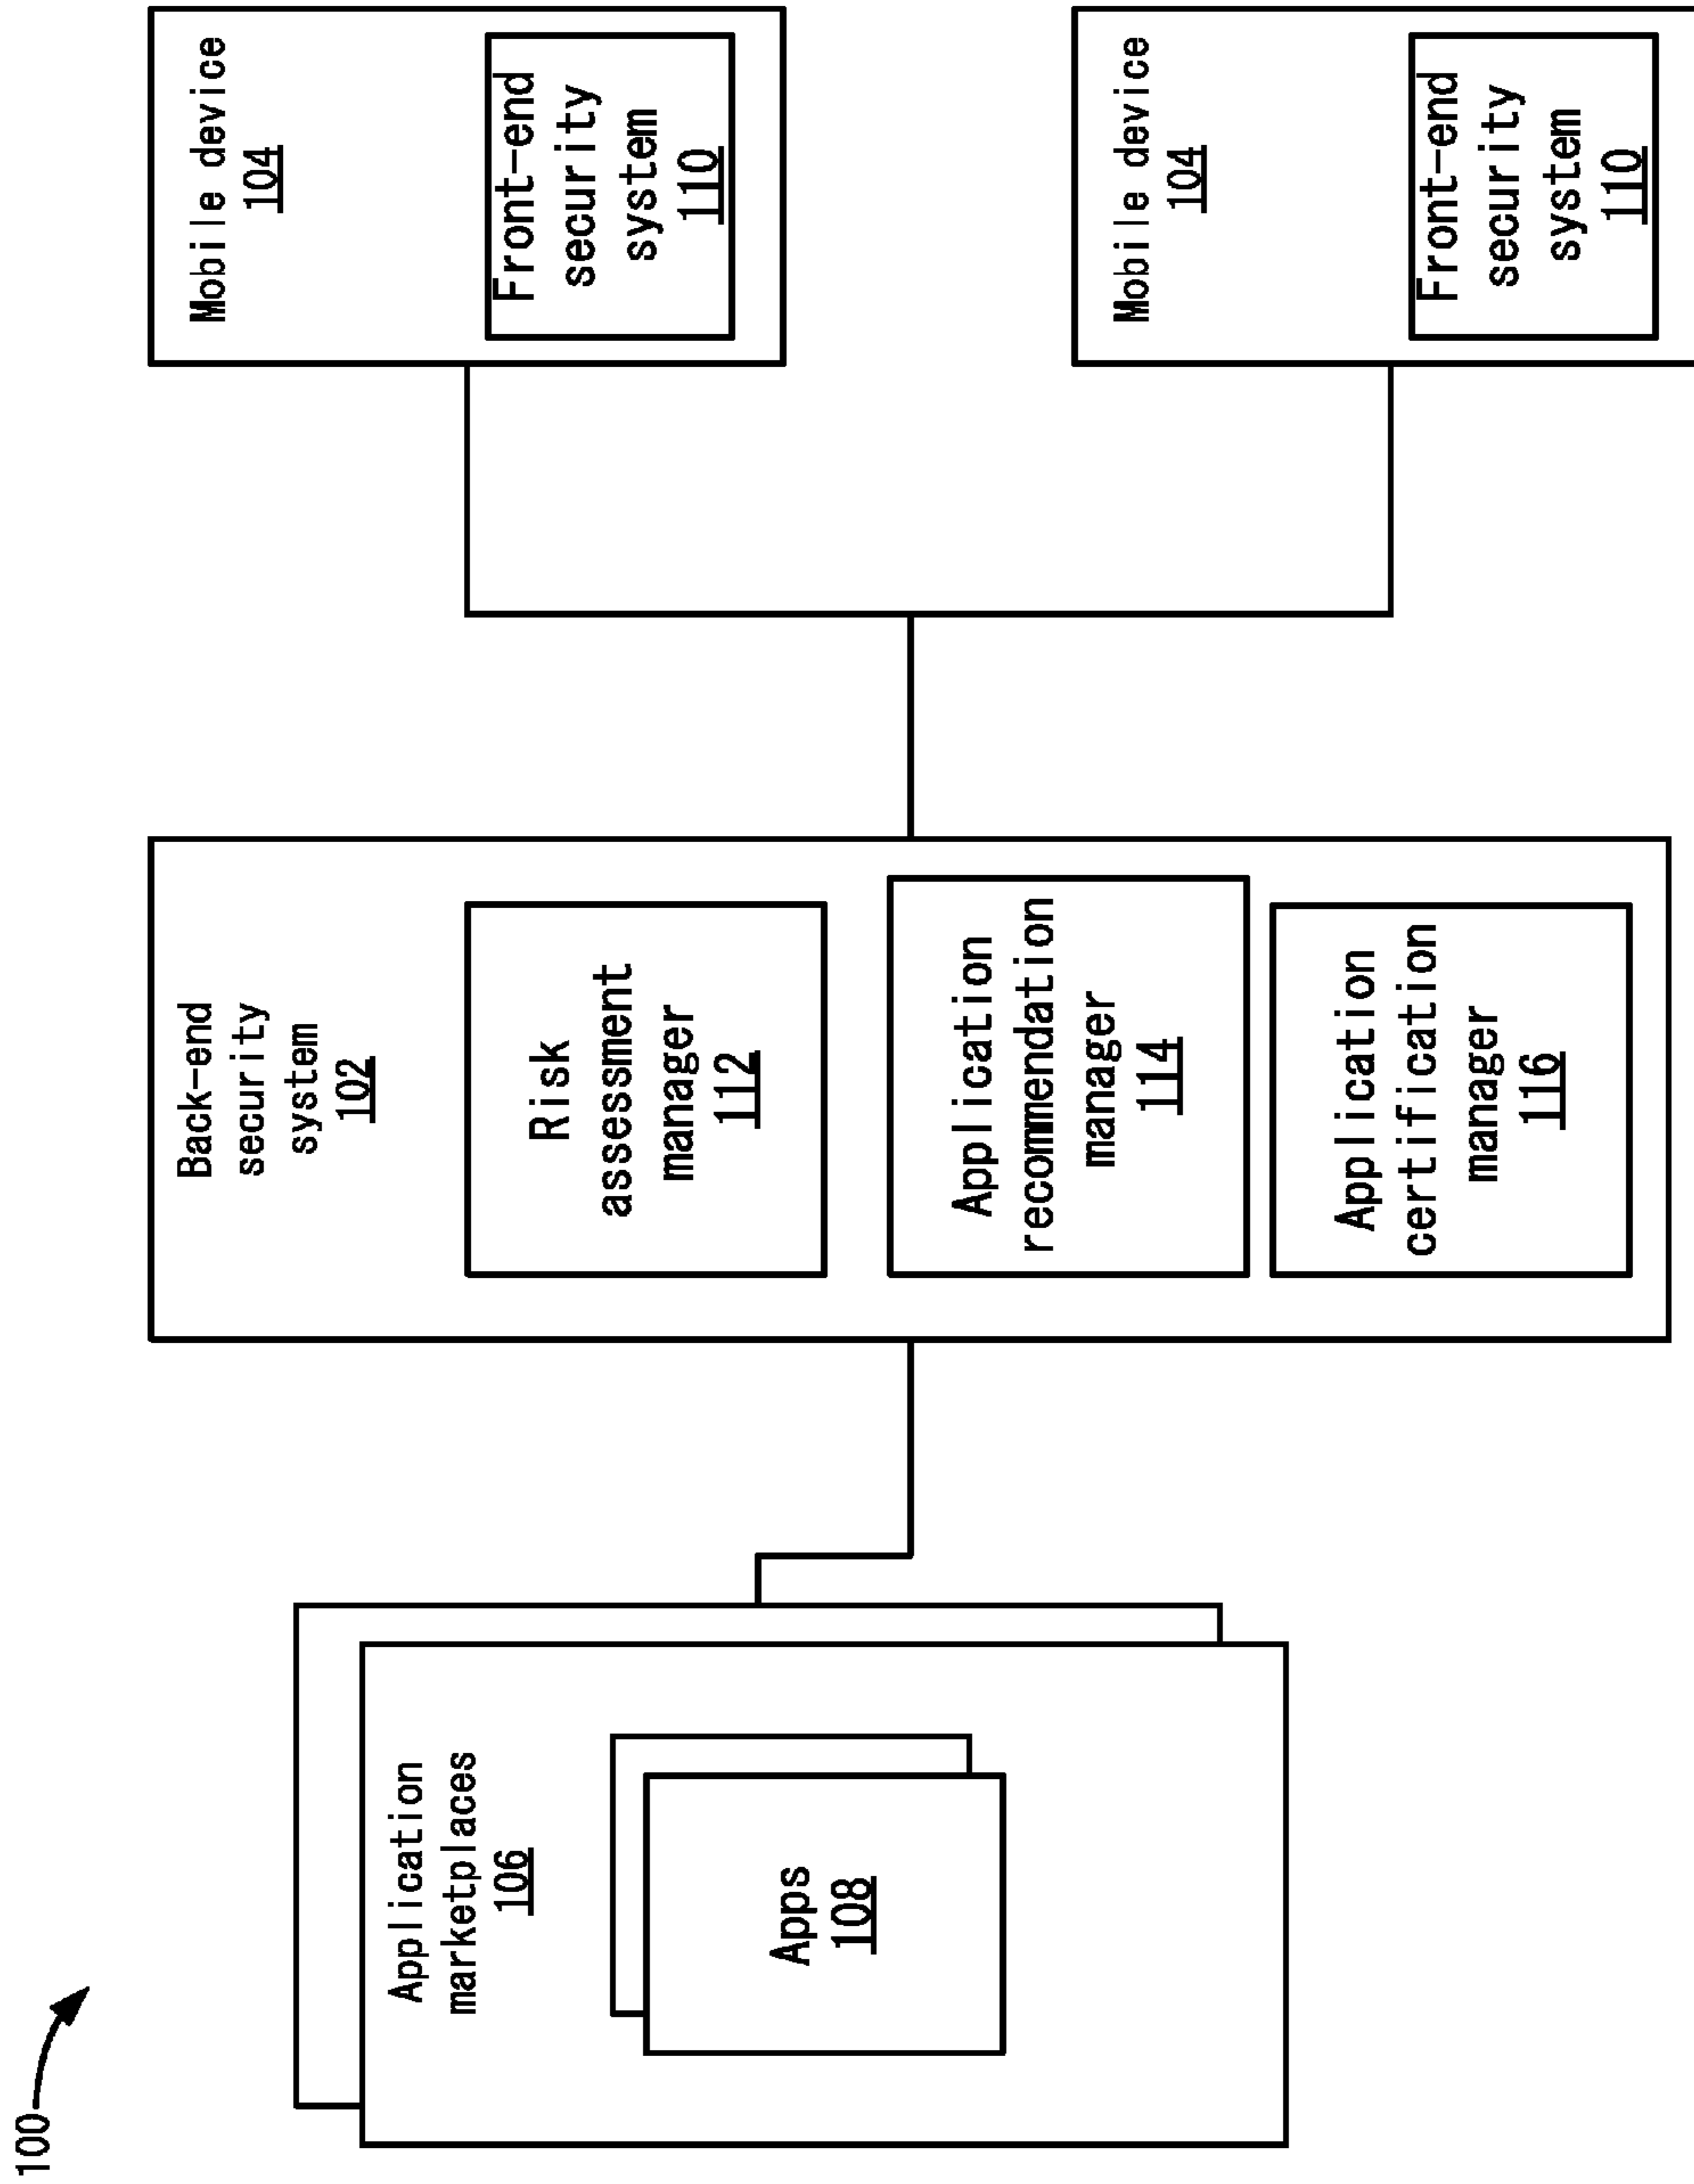 100
Application
marketplaces
106
Apps
108
Back-end
security
system
102
Risk
assessment
manager
112
Application
recommendation
manager
114
Application
certification
manager
116
Mobile device
104
Front-end
security
system
110
Mobile device
104
Front-end
security
system
110